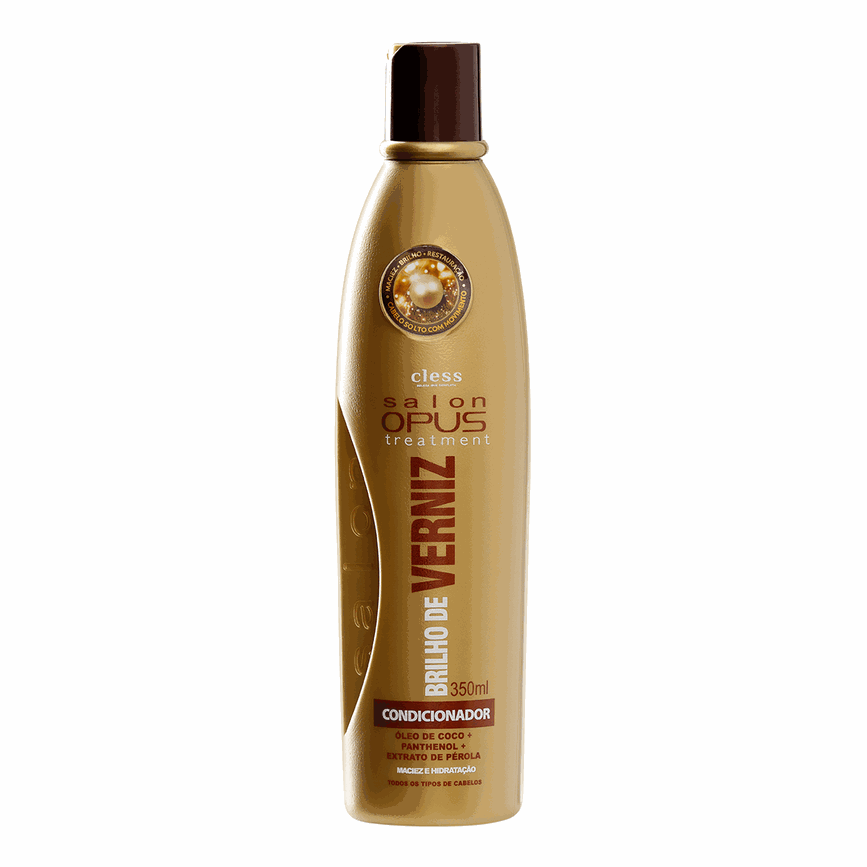 MACIEZ • BRILHO • RESTAURAÇÃO
CABELO SOLTO COM MOVIMENTO
cless
salon
OPUS
treatment
BRILHO DE VERNIZ
350ml
CONDICIONADOR
ÓLEO DE COCO +
PANTHENOL +
EXTRATO DE PÉROLA
MACIEZ E HIDRATAÇÃO
TODOS OS TIPOS DE CABELOS
salon